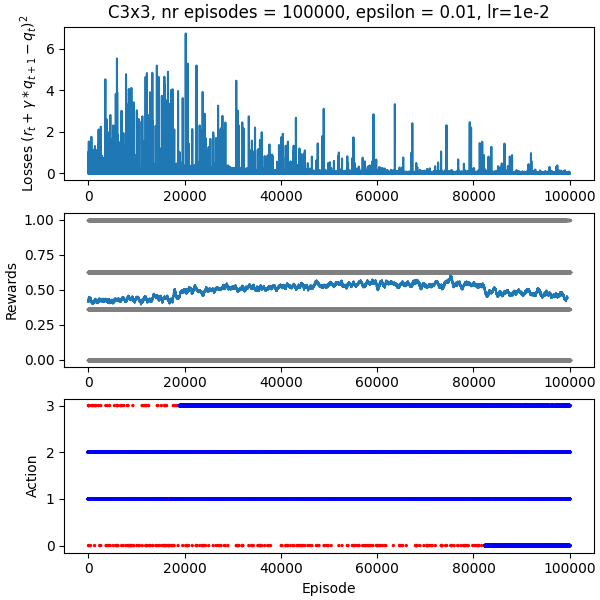 C3x3, nr episodes = 100000, epsilon = 0.01, lr=1e-2
Losses (r_t + γ * q_{t+1} − q_t)^2
6
4
2
0
0 20000 40000 60000 80000 100000
Rewards
1.00
0.75
0.50
0.25
0.00
0 20000 40000 60000 80000 100000
Action
3
2
1
0
0 20000 40000 60000 80000 100000
Episode